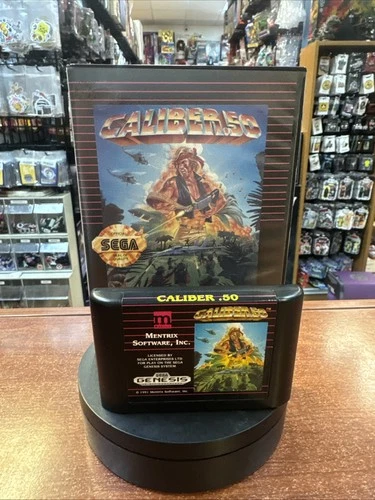 CALIBER.50
SEGA
CALIBER .50
CALIBER.50
MENTRIX
SOFTWARE, INC.
LICENSED BY
SEGA ENTERPRISES LTD
FOR PLAY ON THE SEGA
GENESIS SYSTEM
SEGA
GENESIS